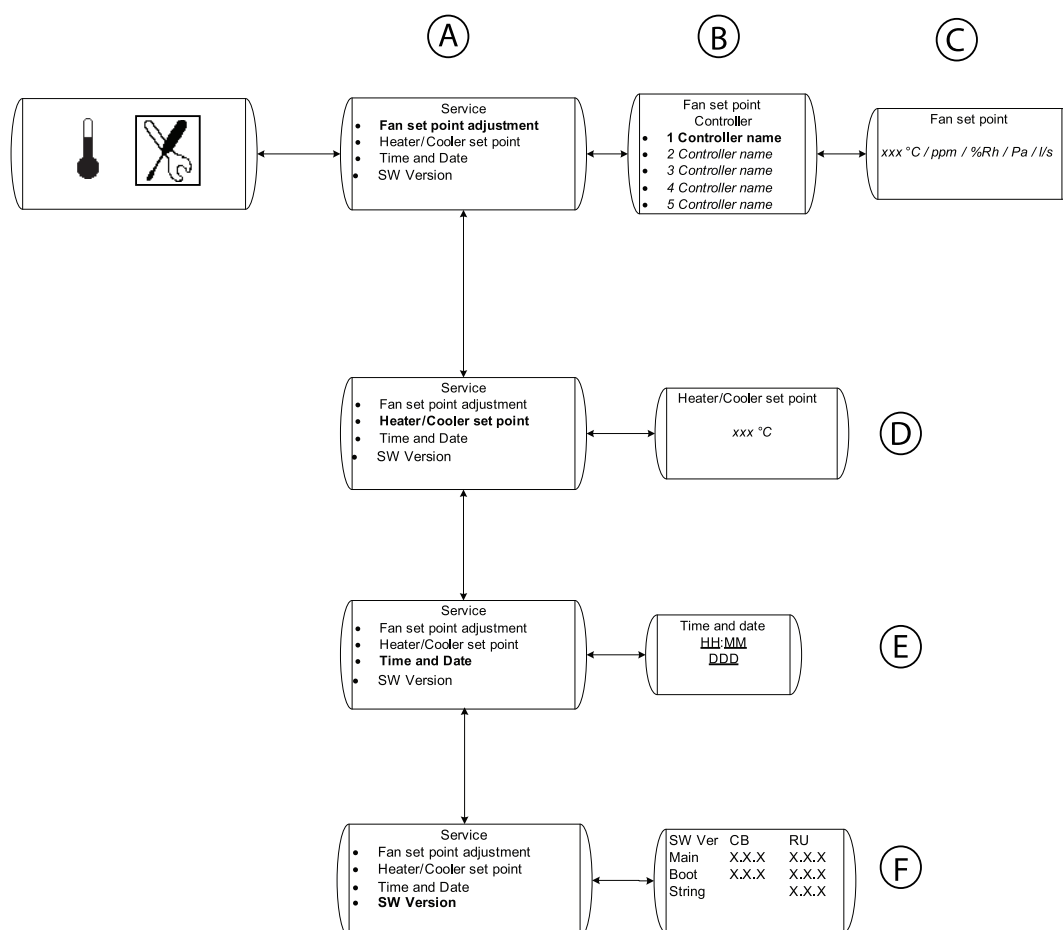 A
B
C
Service
• Fan set point adjustment
• Heater/Cooler set point
• Time and Date
• SW Version
Fan set point
Controller
• 1 Controller name
• 2 Controller name
• 3 Controller name
• 4 Controller name
• 5 Controller name
Fan set point
xxx °C / ppm / %Rh / Pa / l/s
Service
• Fan set point adjustment
• Heater/Cooler set point
• Time and Date
• SW Version
Heater/Cooler set point
xxx °C
D
Service
• Fan set point adjustment
• Heater/Cooler set point
• Time and Date
• SW Version
Time and date
HH:MM
DDD
E
Service
• Fan set point adjustment
• Heater/Cooler set point
• Time and Date
• SW Version
SW Ver CB RU
Main X.X.X X.X.X
Boot X.X.X X.X.X
String X.X.X
F